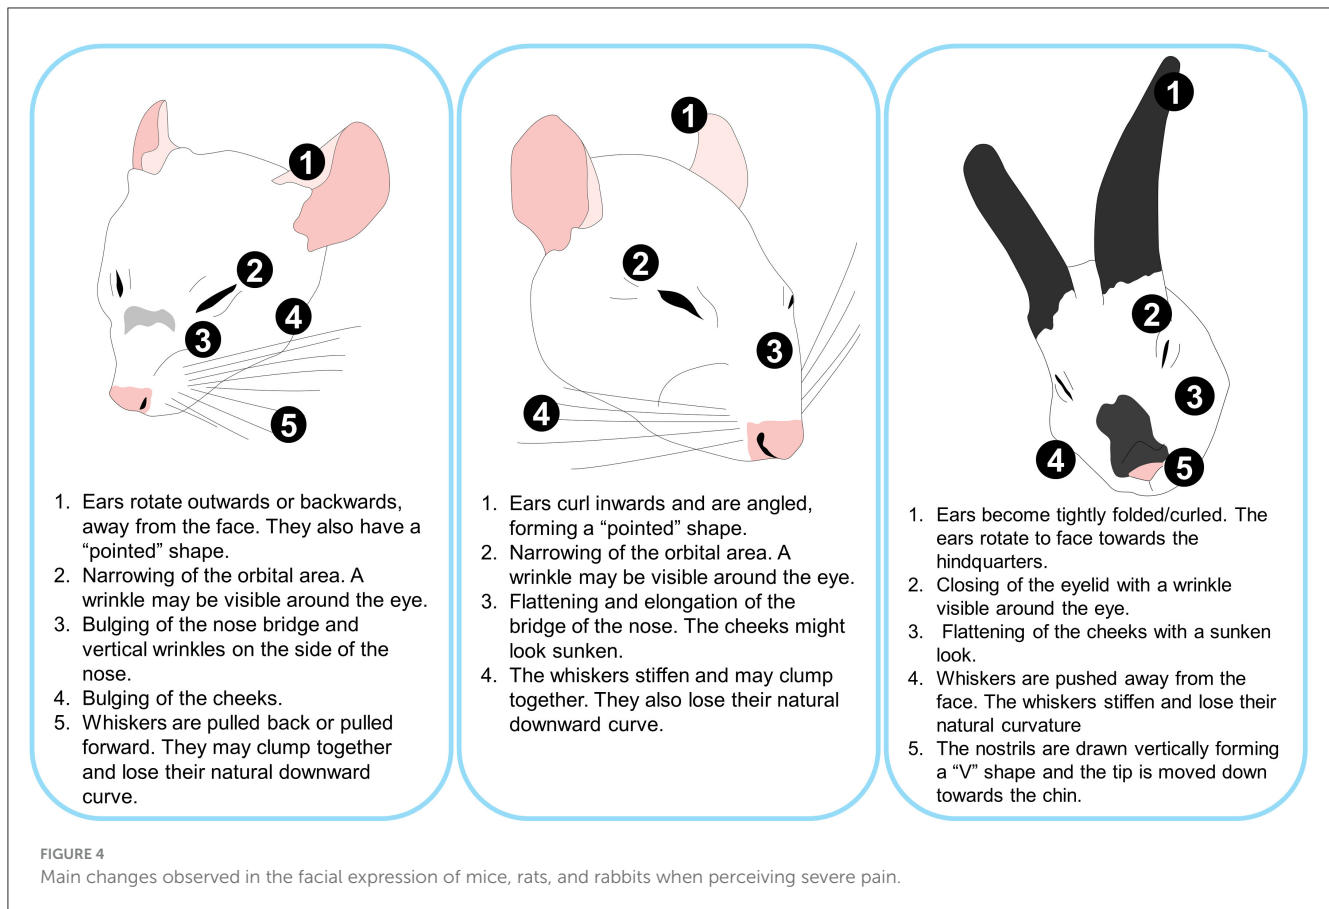 1
2
3
4
5
1. Ears rotate outwards or backwards,
away from the face. They also have a
“pointed” shape.
2. Narrowing of the orbital area. A
wrinkle may be visible around the eye.
3. Bulging of the nose bridge and
vertical wrinkles on the side of the
nose.
4. Bulging of the cheeks.
5. Whiskers are pulled back or pulled
forward. They may clump together
and lose their natural downward
curve.
1
2
3
4
1. Ears curl inwards and are angled,
forming a “pointed” shape.
2. Narrowing of the orbital area. A
wrinkle may be visible around the eye.
3. Flattening and elongation of the
bridge of the nose. The cheeks might
look sunken.
4. The whiskers stiffen and may clump
together. They also lose their natural
downward curve.
1
2
3
4
5
1. Ears become tightly folded/curled. The
ears rotate to face towards the
hindquarters.
2. Closing of the eyelid with a wrinkle
visible around the eye.
3. Flattening of the cheeks with a sunken
look.
4. Whiskers are pushed away from the
face. The whiskers stiffen and lose their
natural curvature
5. The nostrils are drawn vertically forming
a “V” shape and the tip is moved down
towards the chin.
FIGURE 4
Main changes observed in the facial expression of mice, rats, and rabbits when perceiving severe pain.